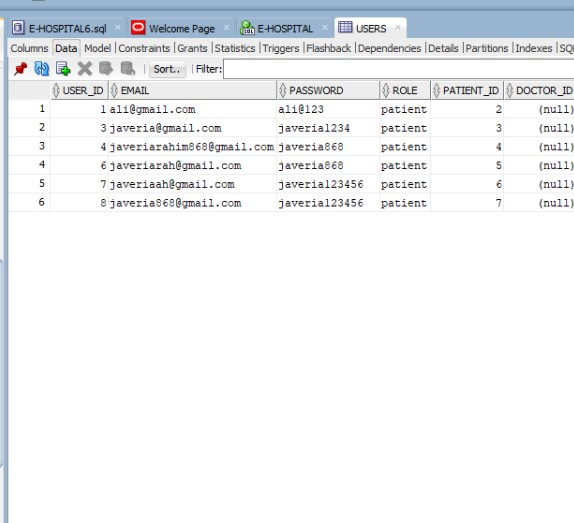 E-HOSPITAL6.sql Welcome Page E-HOSPITAL USERS
Columns Data Model Constraints Grants Statistics Triggers Flashback Dependencies Details Partitions Indexes SQL
Sort.. Filter:
USER_ID EMAIL PASSWORD ROLE PATIENT_ID DOCTOR_ID
1 1 ali@gmail.com ali@123 patient 2 (null)
2 3 javeria@gmail.com javeria1234 patient 3 (null)
3 4 javeriarahim868@gmail.com javeria868 patient 4 (null)
4 6 javeriarah@gmail.com javeria868 patient 5 (null)
5 7 javeriaah@gmail.com javeria123456 patient 6 (null)
6 8 javeria868@gmail.com javeria123456 patient 7 (null)